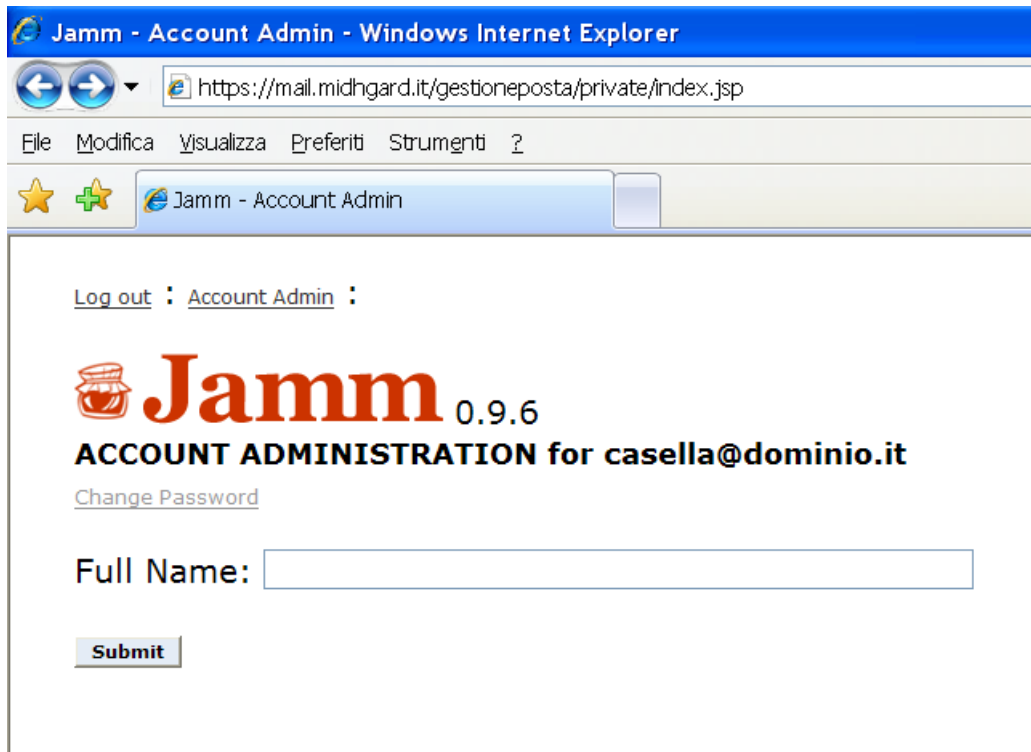 Jamm - Account Admin - Windows Internet Explorer
https://mail.midhgard.it/gestioneposta/private/index.jsp
File Modifica Visualizza Preferiti Strumenti ?
Jamm - Account Admin
Log out : Account Admin :
Jamm 0.9.6
ACCOUNT ADMINISTRATION for casella@dominio.it
Change Password
Full Name:
Submit